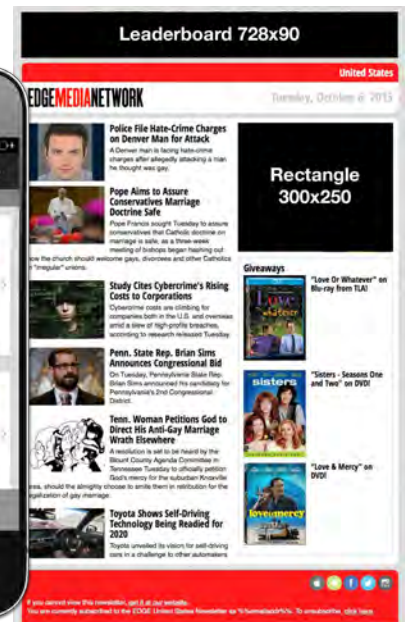 Leaderboard 728x90
United States
EDGEMEDIANETWORK
Tuesday, October 6, 2015
Police File Hate-Crime Charges
on Denver Man for Attack
A Denver man is facing hate-crime
charges after allegedly attacking a man
he thought was gay.
Pope Aims to Assure
Conservatives Marriage
Doctrine Safe
Pope Francis sought Tuesday to assure
conservatives that Catholic doctrine on
marriage is safe, as a three-week
meeting of bishops began hashing out
how the church should welcome gays, divorcees and other Catholics
in "irregular" unions.
Study Cites Cybercrime's Rising
Costs to Corporations
Cybercrime costs are climbing for
companies both in the U.S. and overseas
amid a slew of high-profile breaches,
according to research released Tuesday.
Penn. State Rep. Brian Sims
Announces Congressional Bid
On Tuesday, Pennsylvania State Rep.
Brian Sims announced his candidacy for
Pennsylvania's 2nd Congressional
District.
Tenn. Woman Petitions God to
Direct His Anti-Gay Marriage
Wrath Elsewhere
A resolution is set to be heard by the
Blount County Agenda Committee in
Tennessee Tuesday to officially petition
God's mercy for the suburban Knoxville
area, should the almighty choose to smite them in retribution for the
legalization of gay marriage.
Toyota Shows Self-Driving
Technology Being Readied for
2020
Toyota unveiled its vision for self-driving
cars in a challenge to other automakers
Rectangle
300x250
Giveaways
Love
whatever
"Love Or Whatever" on
Blu-ray from TLA!
sisters
"Sisters - Seasons One
and Two" on DVD!
love&mercy
"Love & Mercy" on
DVD!
If you cannot view this newsletter, get it at our website.
You are currently subscribed to the EDGE United States Newsletter as %%emailaddr%%. To unsubscribe, click here.